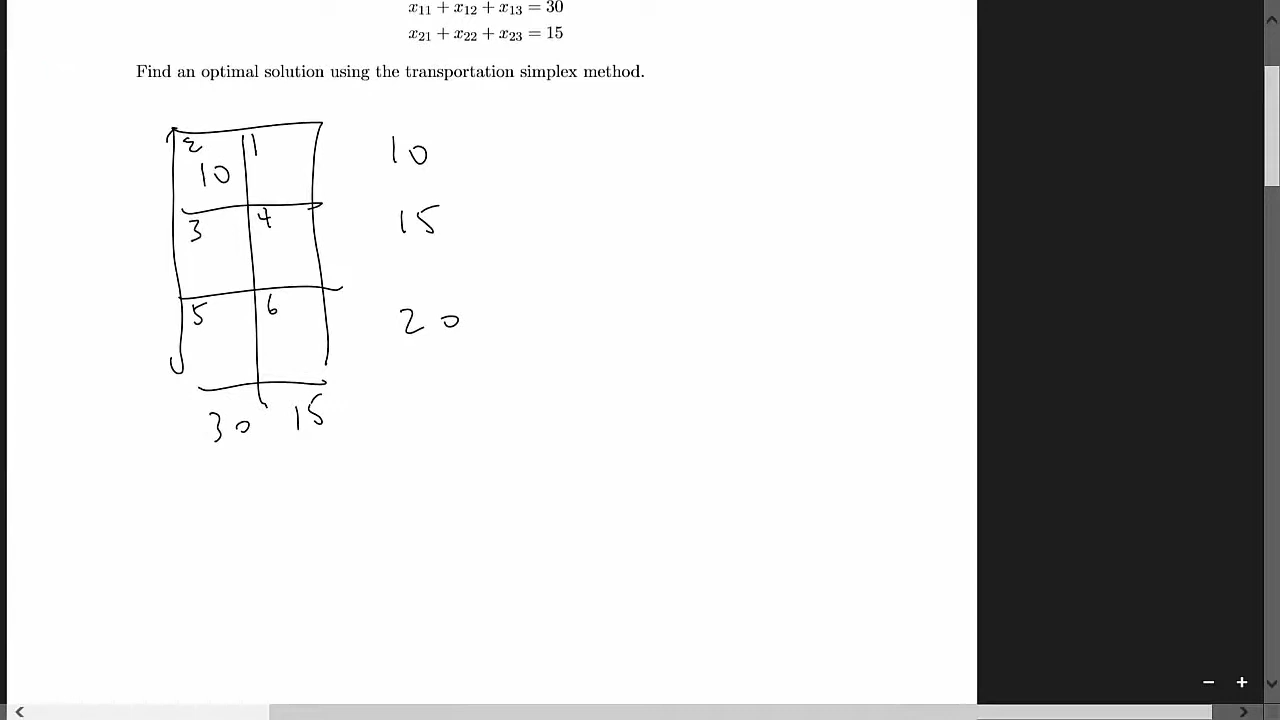 x11 + x12 + x13 = 30
x21 + x22 + x23 = 15
Find an optimal solution using the transportation simplex method.
2 1
10 10
3 4 15
5 6 20
30 15